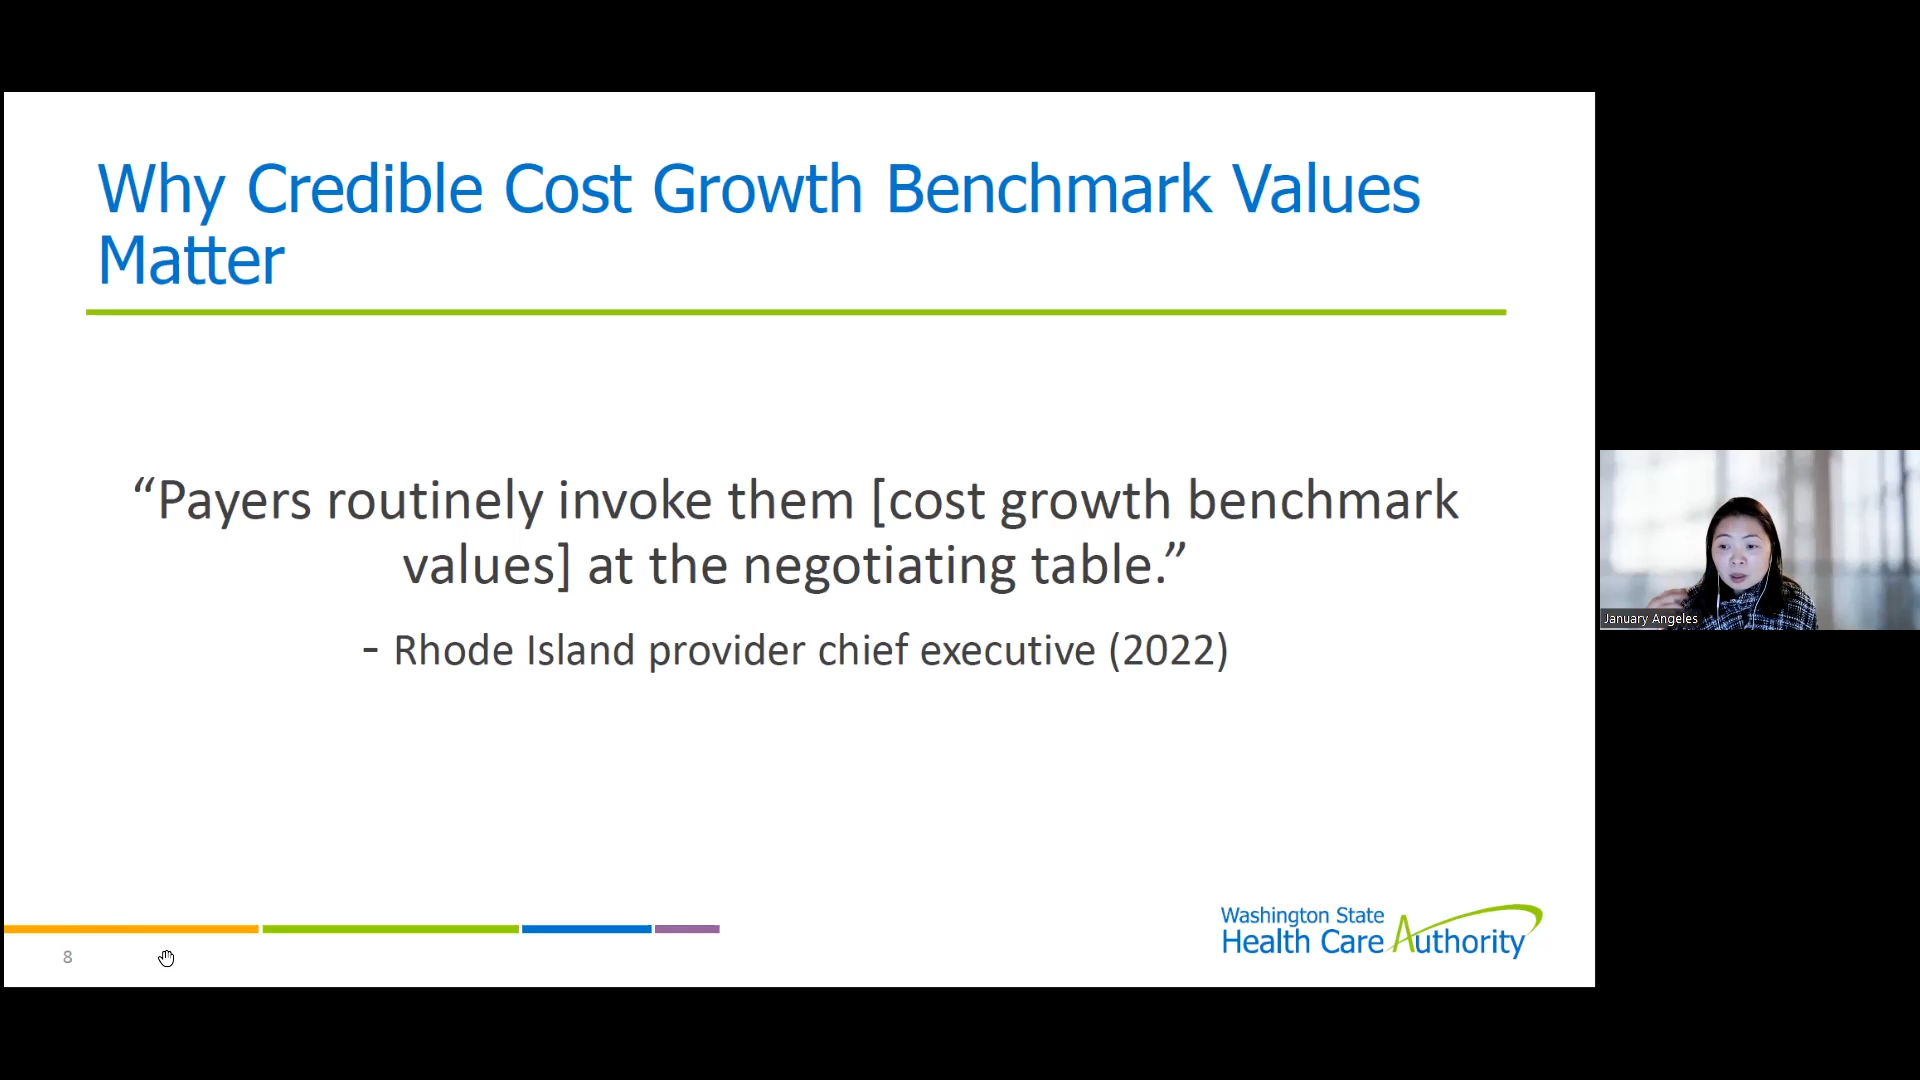 Why Credible Cost Growth Benchmark Values
Matter
“Payers routinely invoke them [cost growth benchmark
values] at the negotiating table.”
- Rhode Island provider chief executive (2022)
January Angeles
Washington State
Health Care Authority
8